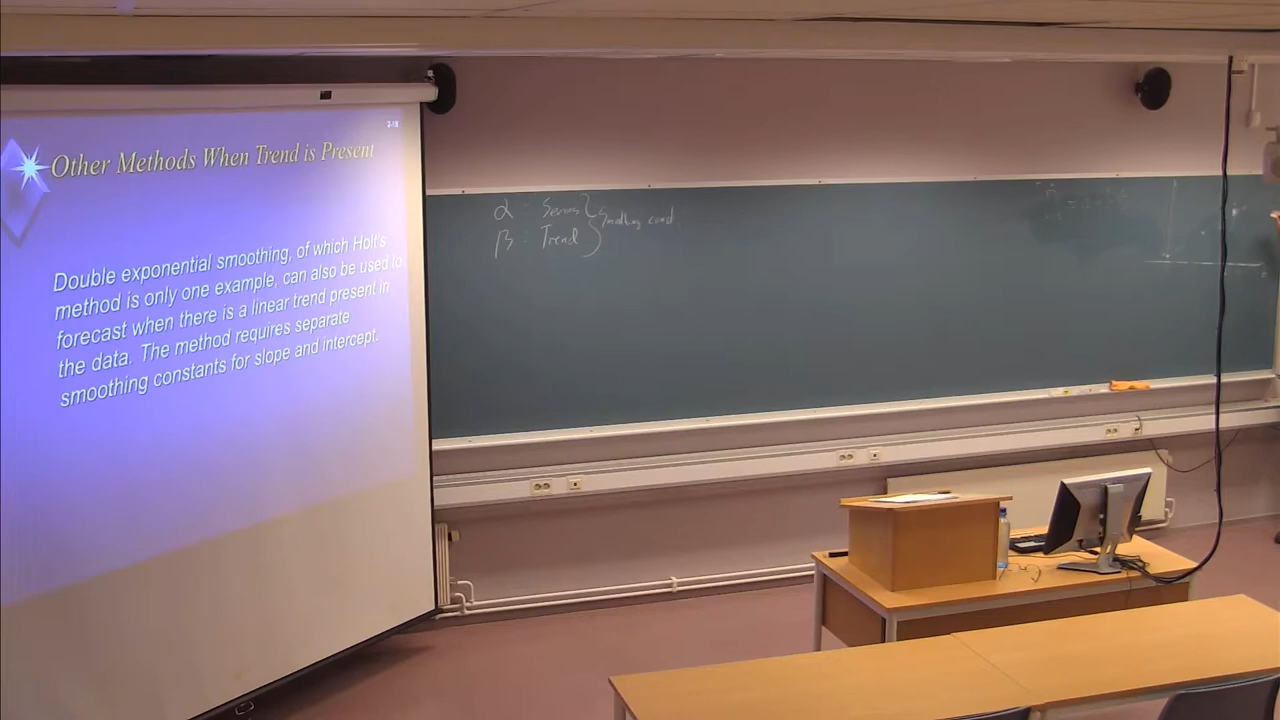 2-18
Other Methods When Trend is Present
Double exponential smoothing, of which Holt's
method is only one example, can also be used to
forecast when there is a linear trend present in
the data. The method requires separate
smoothing constants for slope and intercept.
α : Series
β : Trend
Smoothing const